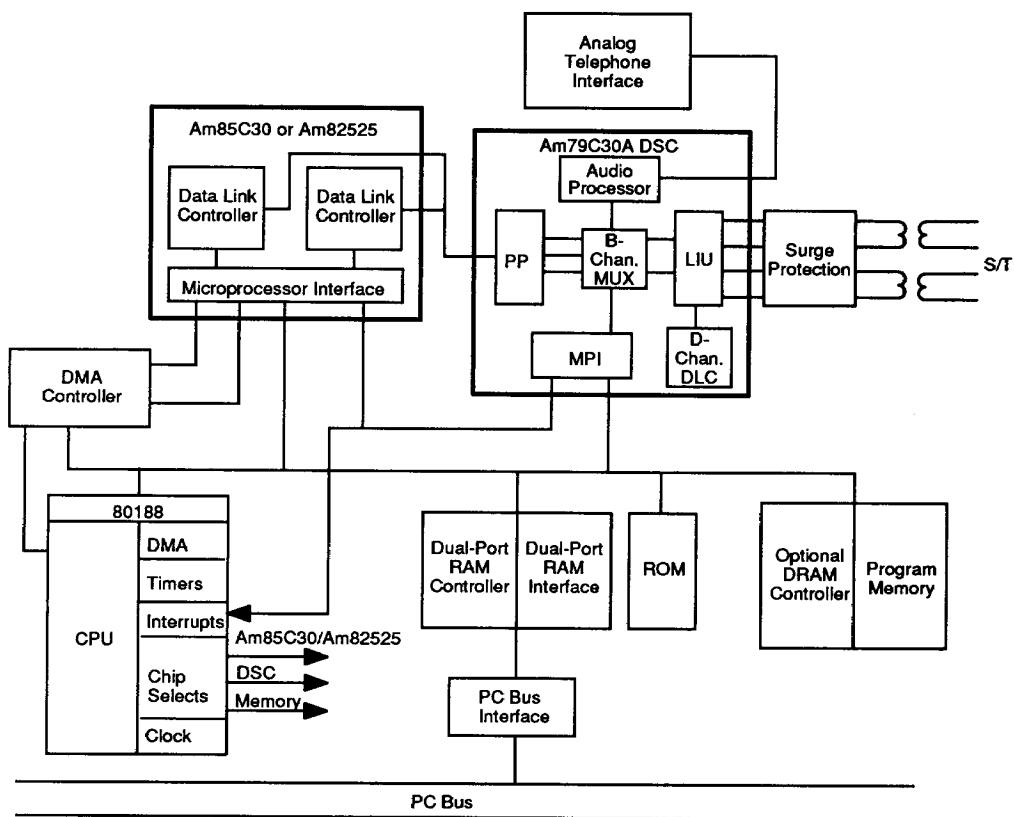 Analog
Telephone
Interface
Am85C30 or Am82525
Am79C30A DSC
Audio
Processor
Data Link
Controller
Data Link
Controller
PP
B-
Chan.
MUX
LIU
Surge
Protection
S/T
Microprocessor Interface
MPI
D-
Chan.
DLC
DMA
Controller
80188
CPU
DMA
Timers
Interrupts
Chip
Selects
Clock
Am85C30/Am82525
DSC
Memory
Dual-Port
RAM
Controller
Dual-Port
RAM
Interface
ROM
Optional
DRAM
Controller
Program
Memory
PC Bus
Interface
PC Bus